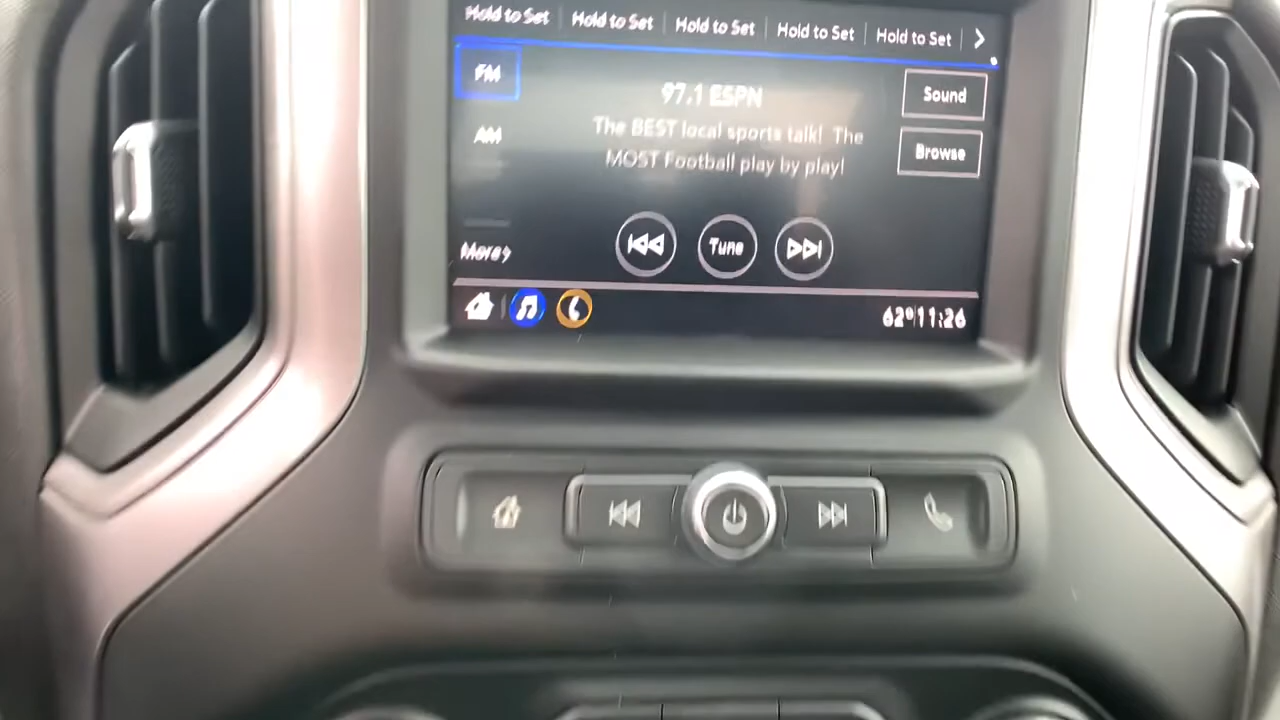 Hold to Set Hold to Set Hold to Set Hold to Set Hold to Set
FM
97.1 ESPN
Sound
AM
The BEST local sports talk! The
MOST Football play by play!
Browse
More
Tune
62° 11:26